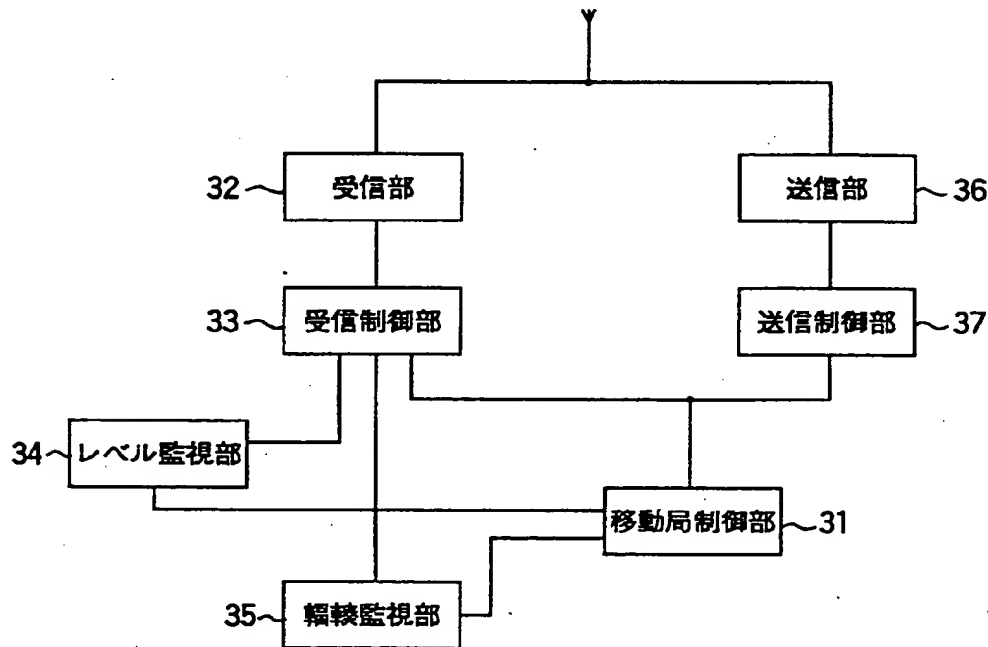 32 受信部
送信部 36
33 受信制御部
送信制御部 37
34 レベル監視部
移動局制御部 31
35 輻輳監視部